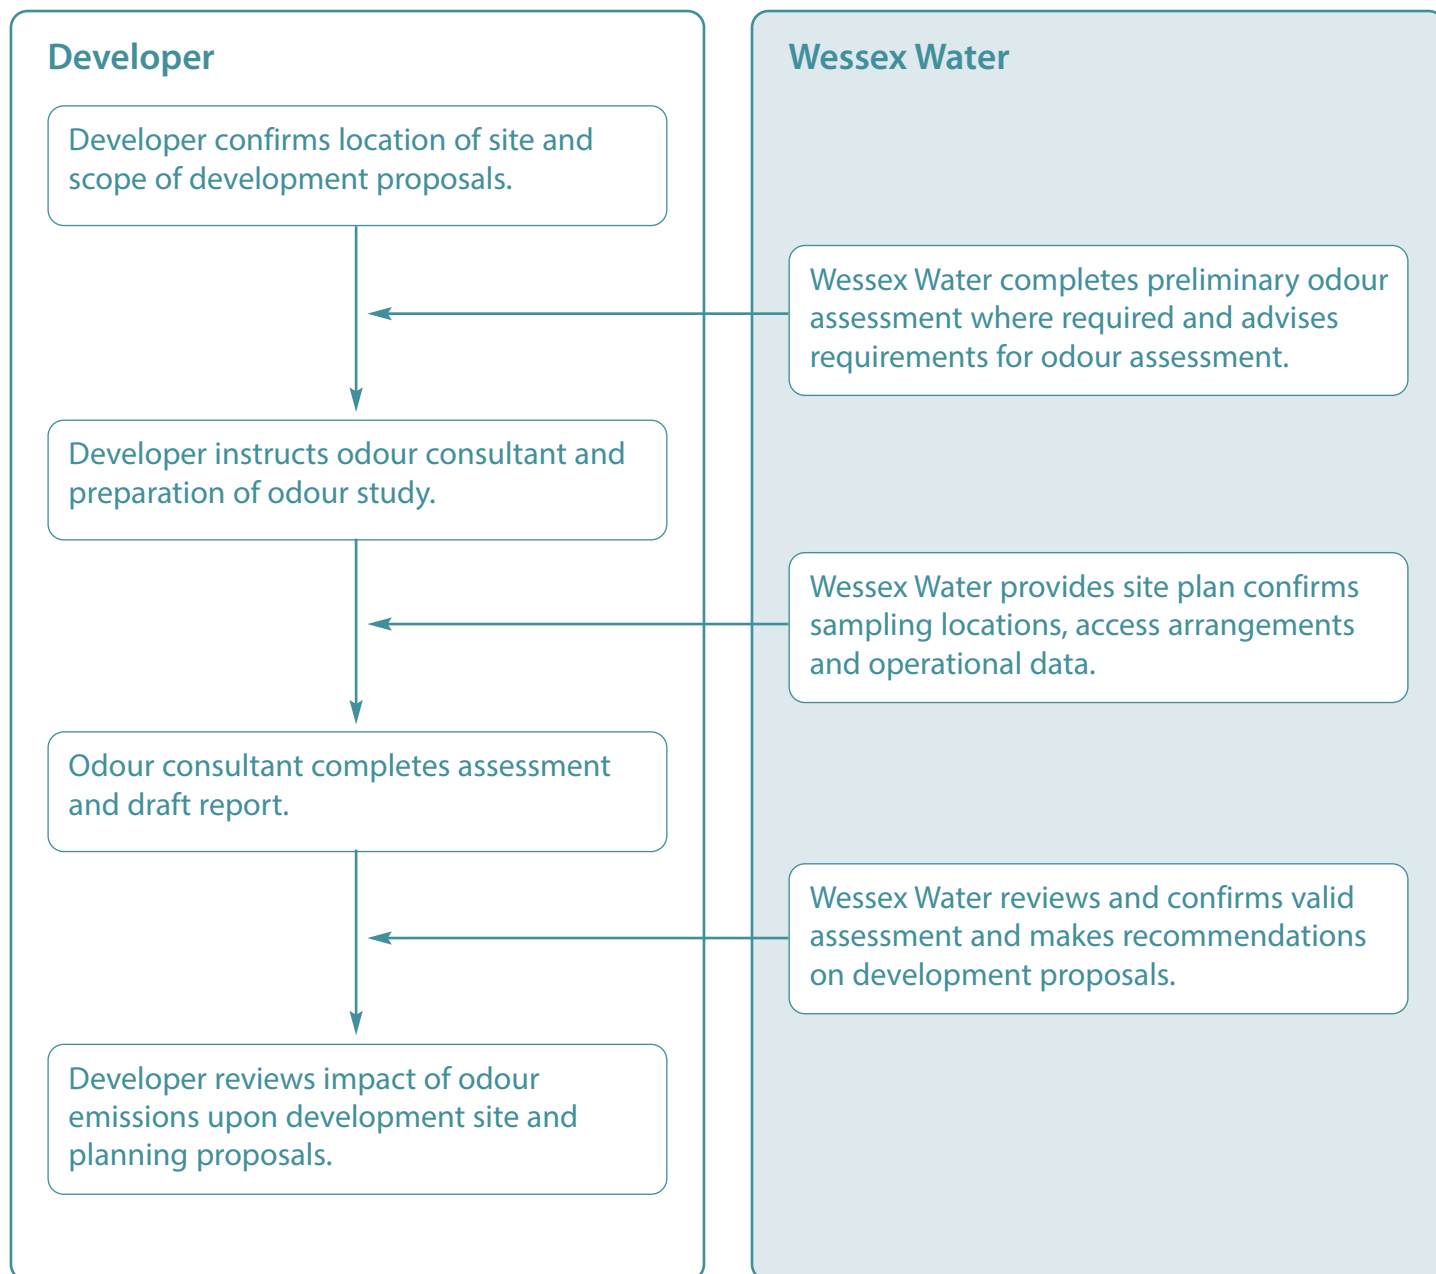 Developer
Developer confirms location of site and
scope of development proposals.
Developer instructs odour consultant and
preparation of odour study.
Odour consultant completes assessment
and draft report.
Developer reviews impact of odour
emissions upon development site and
planning proposals.
Wessex Water
Wessex Water completes preliminary odour
assessment where required and advises
requirements for odour assessment.
Wessex Water provides site plan confirms
sampling locations, access arrangements
and operational data.
Wessex Water reviews and confirms valid
assessment and makes recommendations
on development proposals.